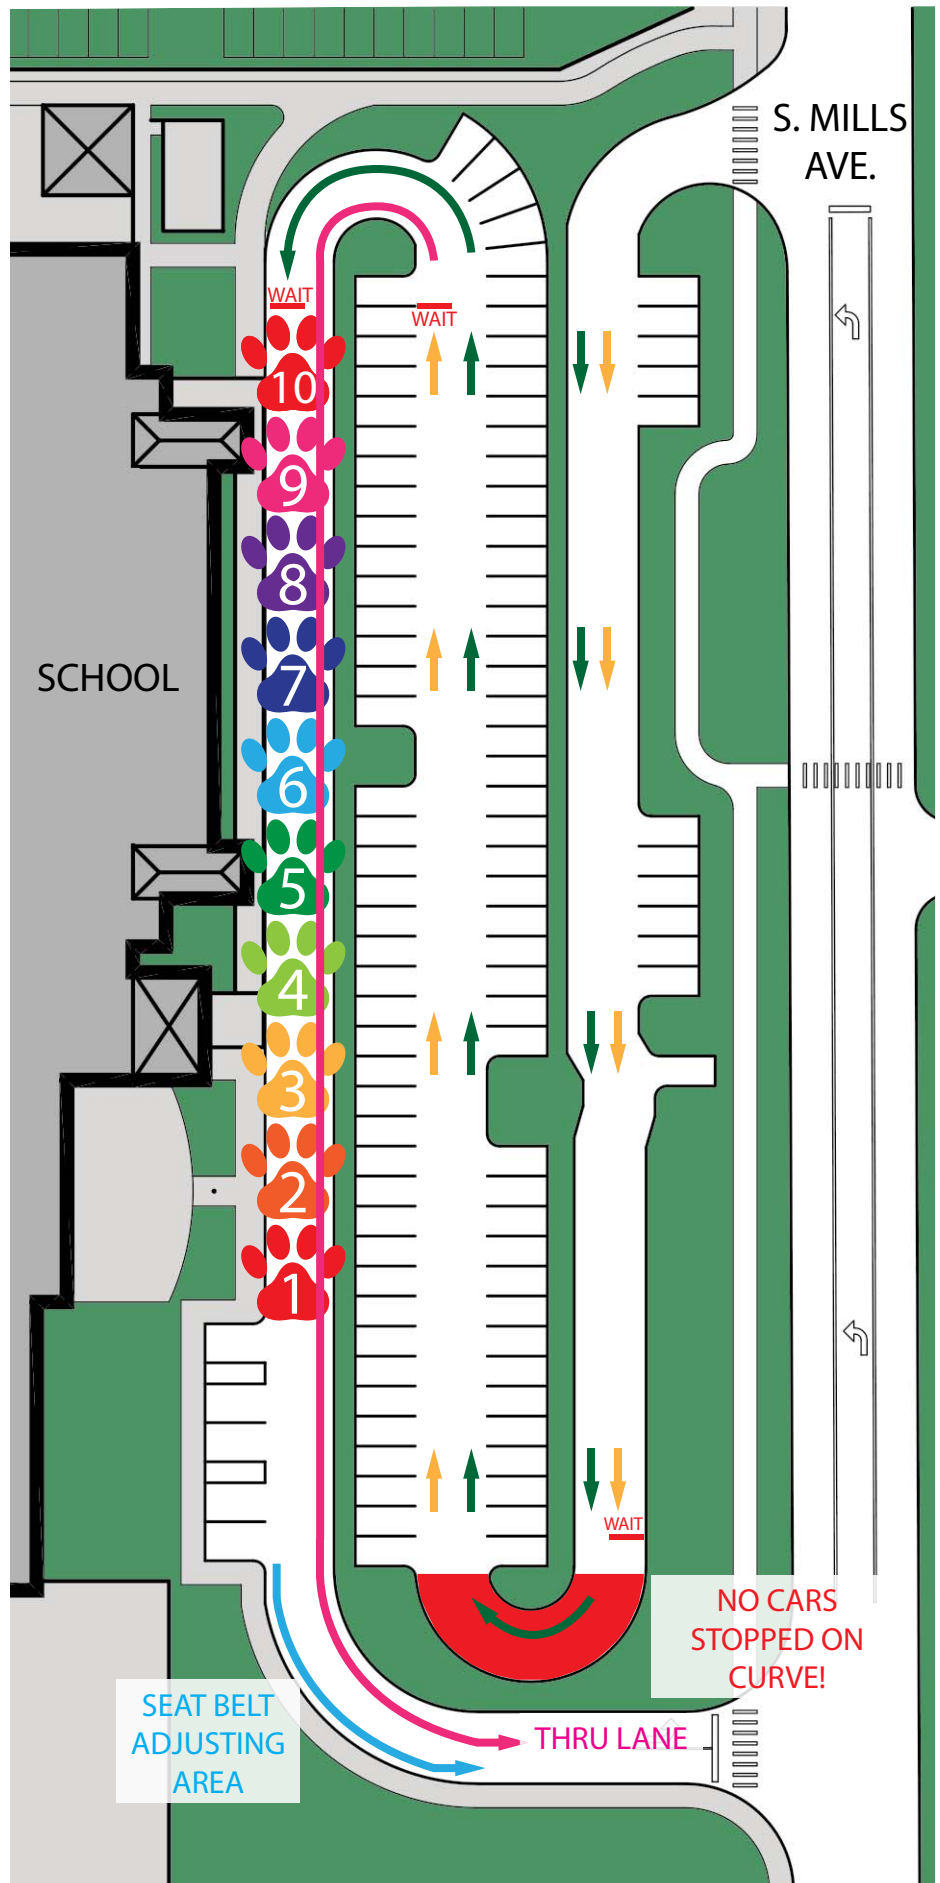 S. MILLS
AVE.
WAIT
WAIT
10
9
8
7
SCHOOL
6
5
4
3
2
1
WAIT
NO CARS
STOPPED ON
CURVE!
SEAT BELT
ADJUSTING
AREA
THRU LANE